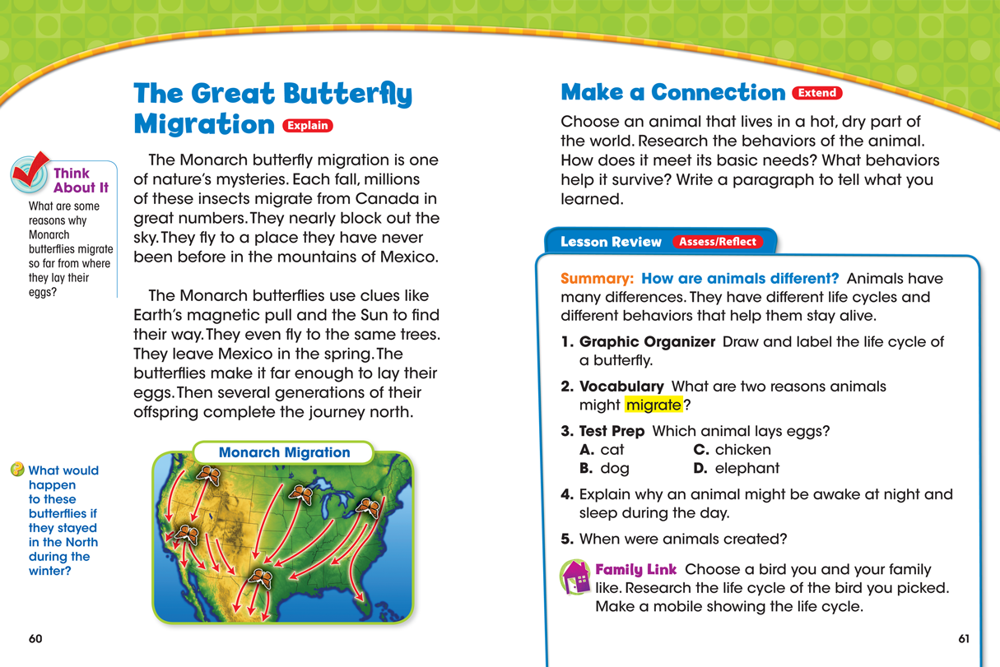 The Great Butterfly
Migration Explain
The Monarch butterfly migration is one
of nature’s mysteries. Each fall, millions
of these insects migrate from Canada in
great numbers. They nearly block out the
sky. They fly to a place they have never
been before in the mountains of Mexico.
Think
About It
What are some
reasons why
Monarch
butterflies migrate
so far from where
they lay their
eggs?
The Monarch butterflies use clues like
Earth’s magnetic pull and the Sun to find
their way. They even fly to the same trees.
They leave Mexico in the spring. The
butterflies make it far enough to lay their
eggs. Then several generations of their
offspring complete the journey north.
Monarch Migration
? What would
happen
to these
butterflies if
they stayed
in the North
during the
winter?
60
Make a Connection Extend
Choose an animal that lives in a hot, dry part of
the world. Research the behaviors of the animal.
How does it meet its basic needs? What behaviors
help it survive? Write a paragraph to tell what you
learned.
Lesson Review Assess/Reflect
Summary: How are animals different? Animals have
many differences. They have different life cycles and
different behaviors that help them stay alive.
1. Graphic Organizer Draw and label the life cycle of
a butterfly.
2. Vocabulary What are two reasons animals
might migrate?
3. Test Prep Which animal lays eggs?
A. cat C. chicken
B. dog D. elephant
4. Explain why an animal might be awake at night and
sleep during the day.
5. When were animals created?
Family Link Choose a bird you and your family
like. Research the life cycle of the bird you picked.
Make a mobile showing the life cycle.
61